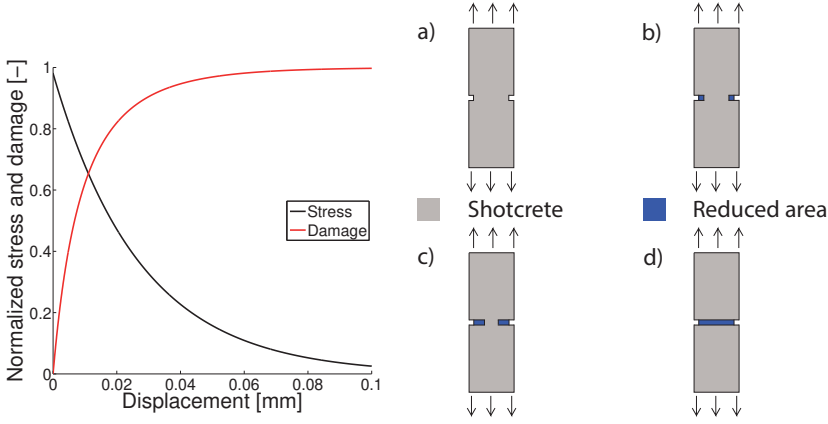 Normalized stress and damage [-]
1
0.8
0.6
0.4
0.2
0
0
0.02
0.04
0.06
0.08
0.1
Displacement [mm]
Stress
Damage
a)
b)
Shotcrete
Reduced area
c)
d)